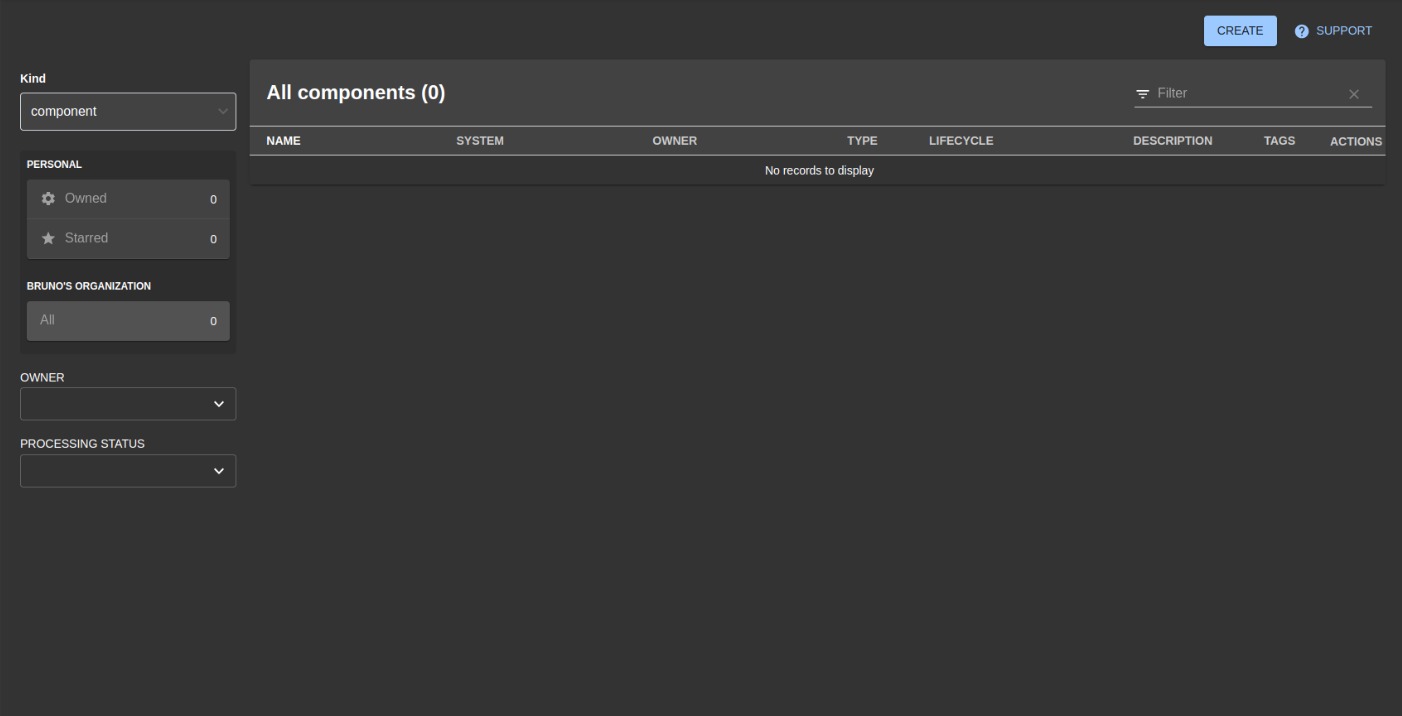 CREATE
SUPPORT
Kind
component
PERSONAL
Owned 0
Starred 0
BRUNO'S ORGANIZATION
All 0
OWNER
PROCESSING STATUS
All components (0)
Filter
NAME SYSTEM OWNER TYPE LIFECYCLE DESCRIPTION TAGS ACTIONS
No records to display